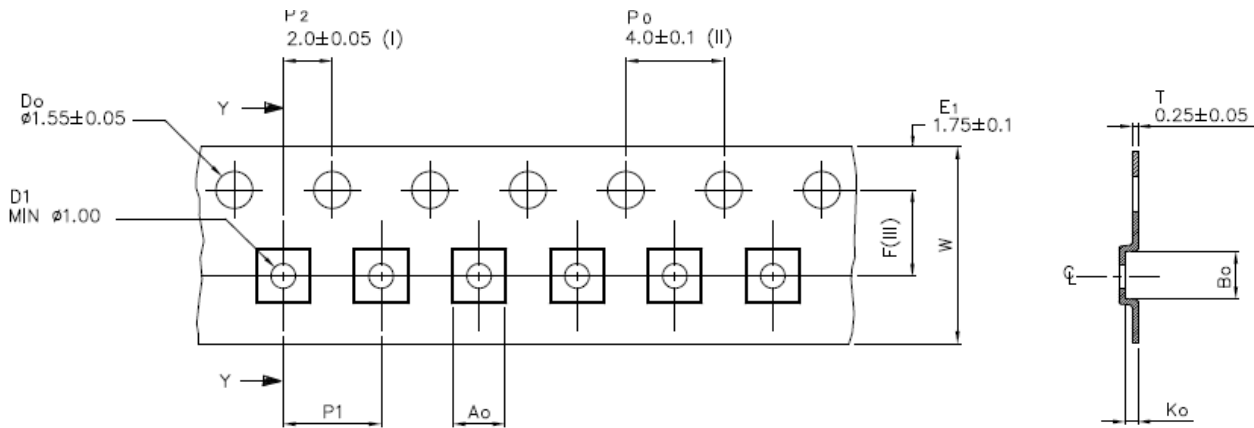 P2
2.0±0.05 (I)
Po
4.0±0.1 (II)
Do
ø1.55±0.05
Y
E1
1.75±0.1
T
0.25±0.05
D1
MIN ø1.00
F(III)
W
℄
Bo
Y
P1
Ao
Ko